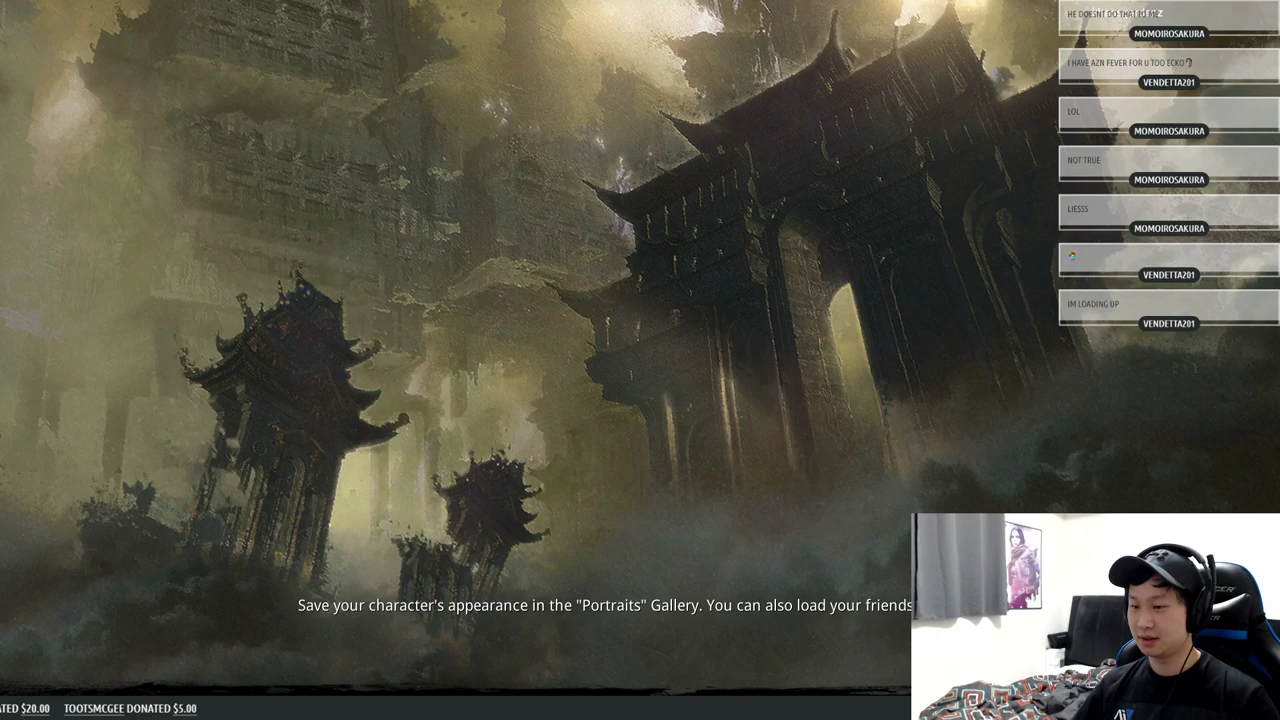 HE DOESNT DO THAT TO ME
MOMOIROSAKURA
I HAVE AZN FEVER FOR U TOO ECKO
VENDETTA201
LOL
MOMOIROSAKURA
NOT TRUE
MOMOIROSAKURA
LIESSS
MOMOIROSAKURA
VENDETTA201
IM LOADING UP
VENDETTA201
Save your character's appearance in the "Portraits" Gallery. You can also load your friends
ATED $20.00 TOOTSMCGEE DONATED $5.00